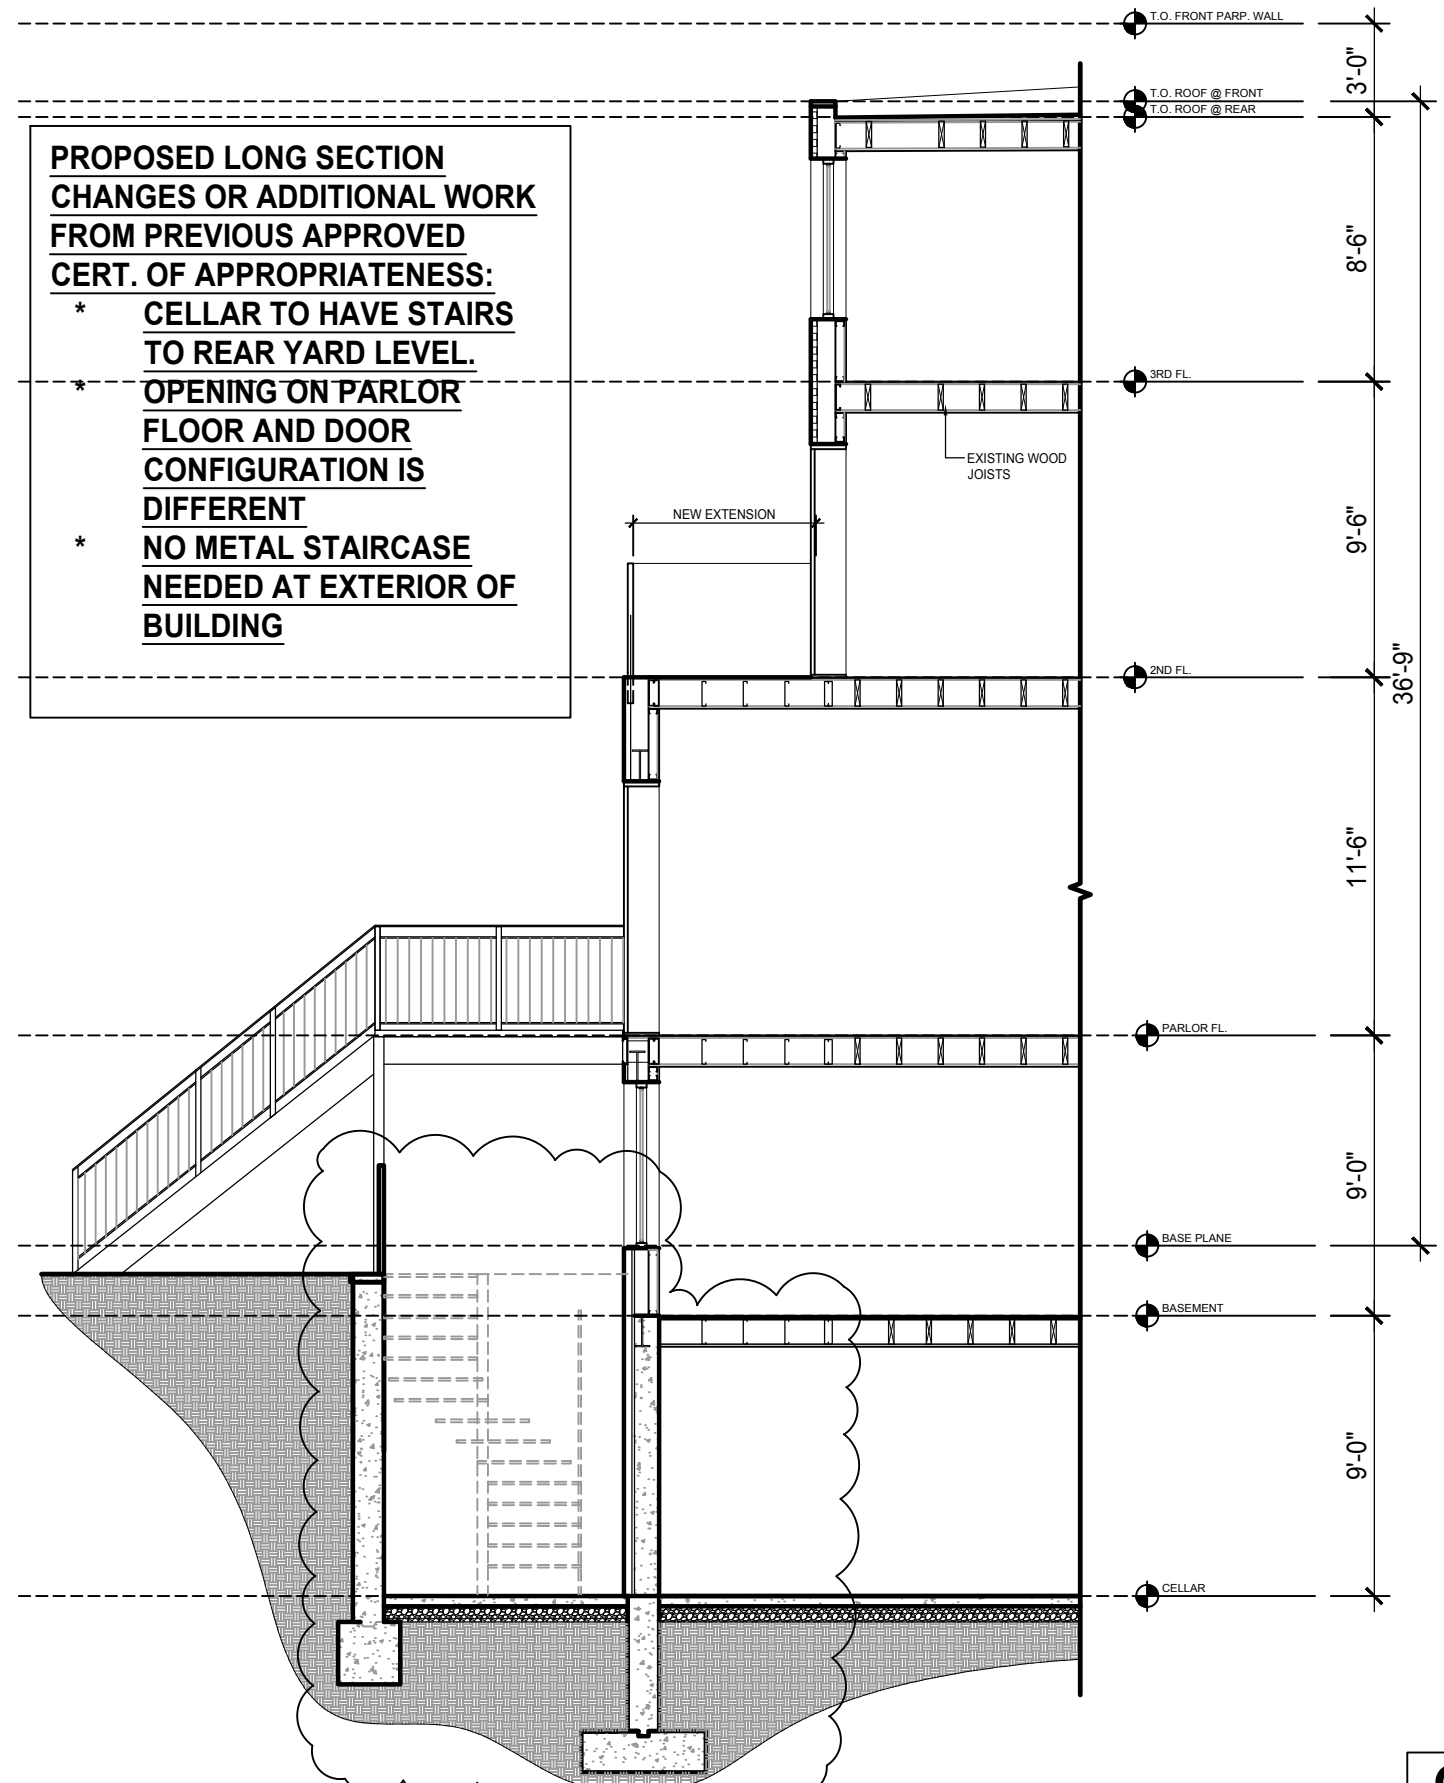 T.O. FRONT PARP. WALL
3'-0"
T.O. ROOF @ FRONT
T.O. ROOF @ REAR
PROPOSED LONG SECTION
CHANGES OR ADDITIONAL WORK
FROM PREVIOUS APPROVED
CERT. OF APPROPRIATENESS:
* CELLAR TO HAVE STAIRS
TO REAR YARD LEVEL.
* OPENING ON PARLOR
FLOOR AND DOOR
CONFIGURATION IS
DIFFERENT
* NO METAL STAIRCASE
NEEDED AT EXTERIOR OF
BUILDING
8'-6"
3RD FL.
EXISTING WOOD
JOISTS
NEW EXTENSION
9'-6"
2ND FL.
36'-9"
11'-6"
PARLOR FL.
9'-0"
BASE PLANE
BASEMENT
9'-0"
CELLAR